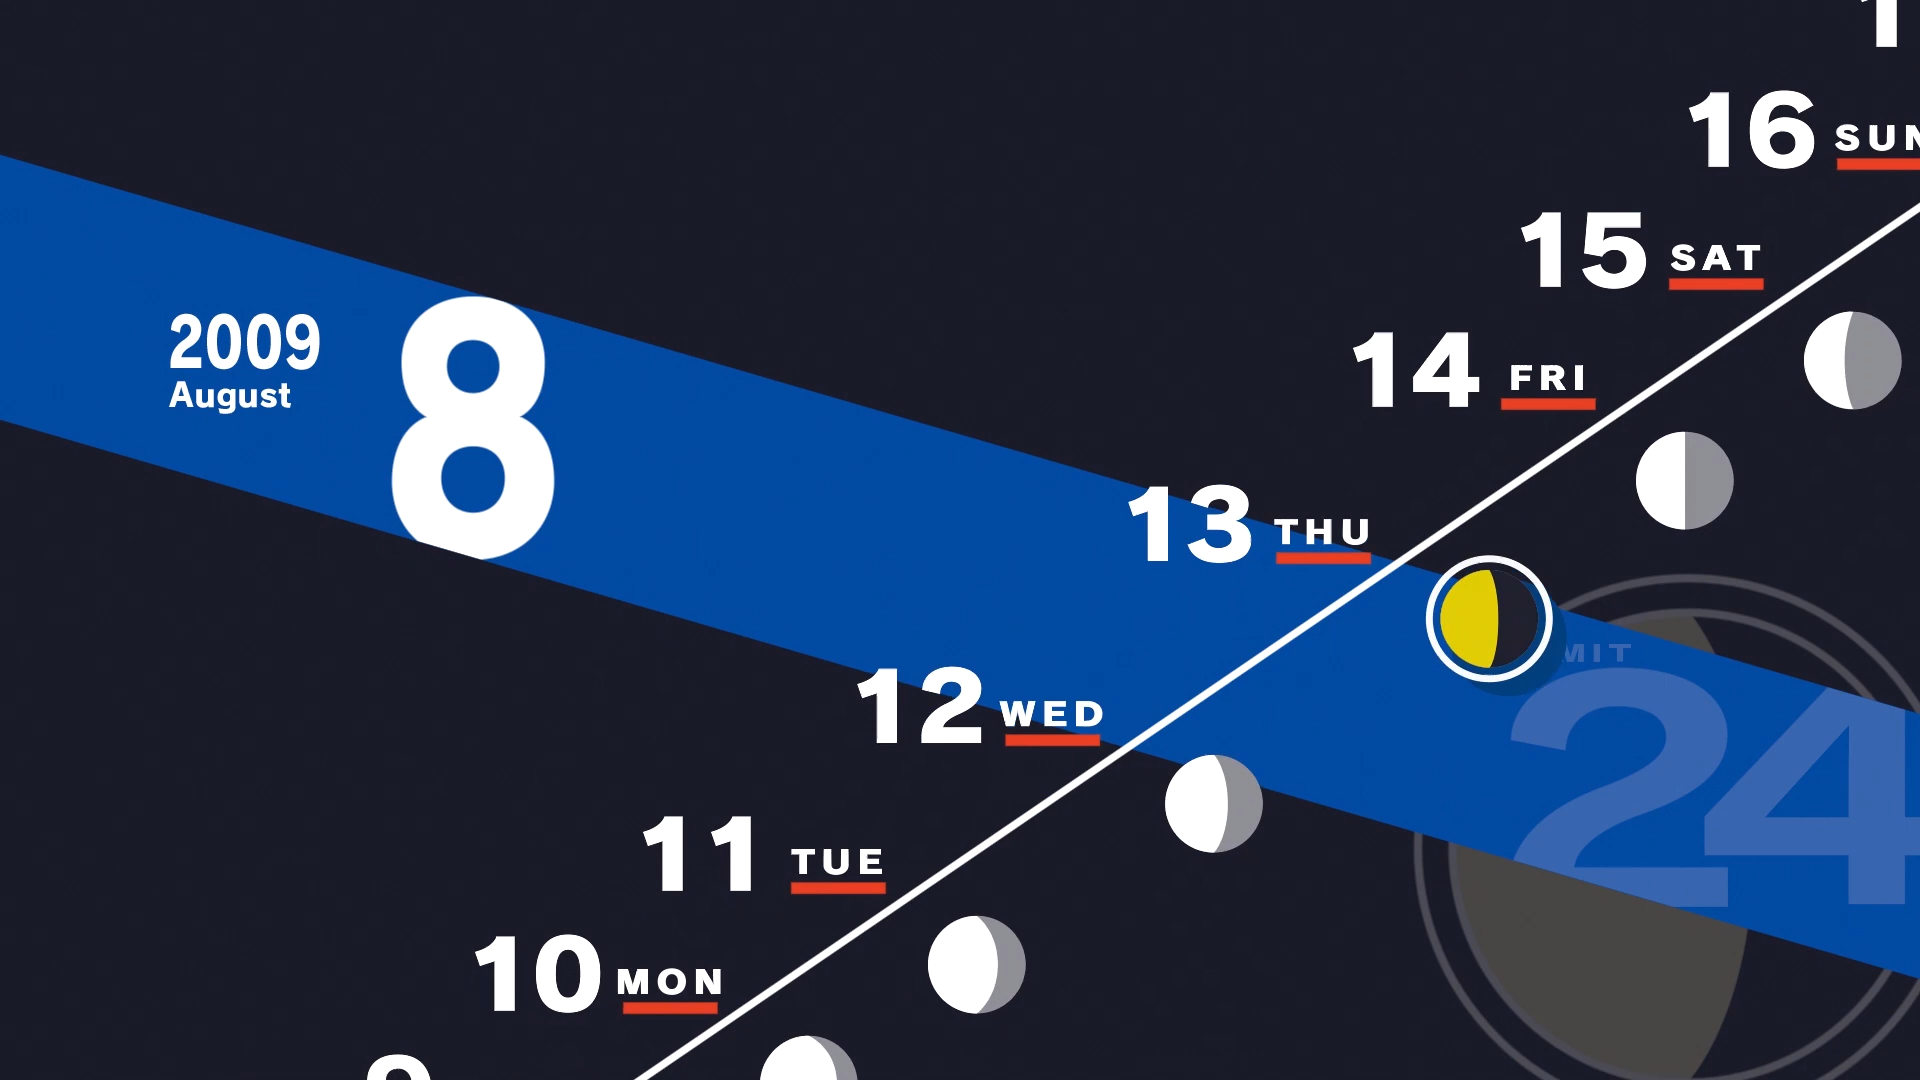 16 SUN
15 SAT
2009
August
8
14 FRI
13 THU
MIT
24
12 WED
11 TUE
10 MON